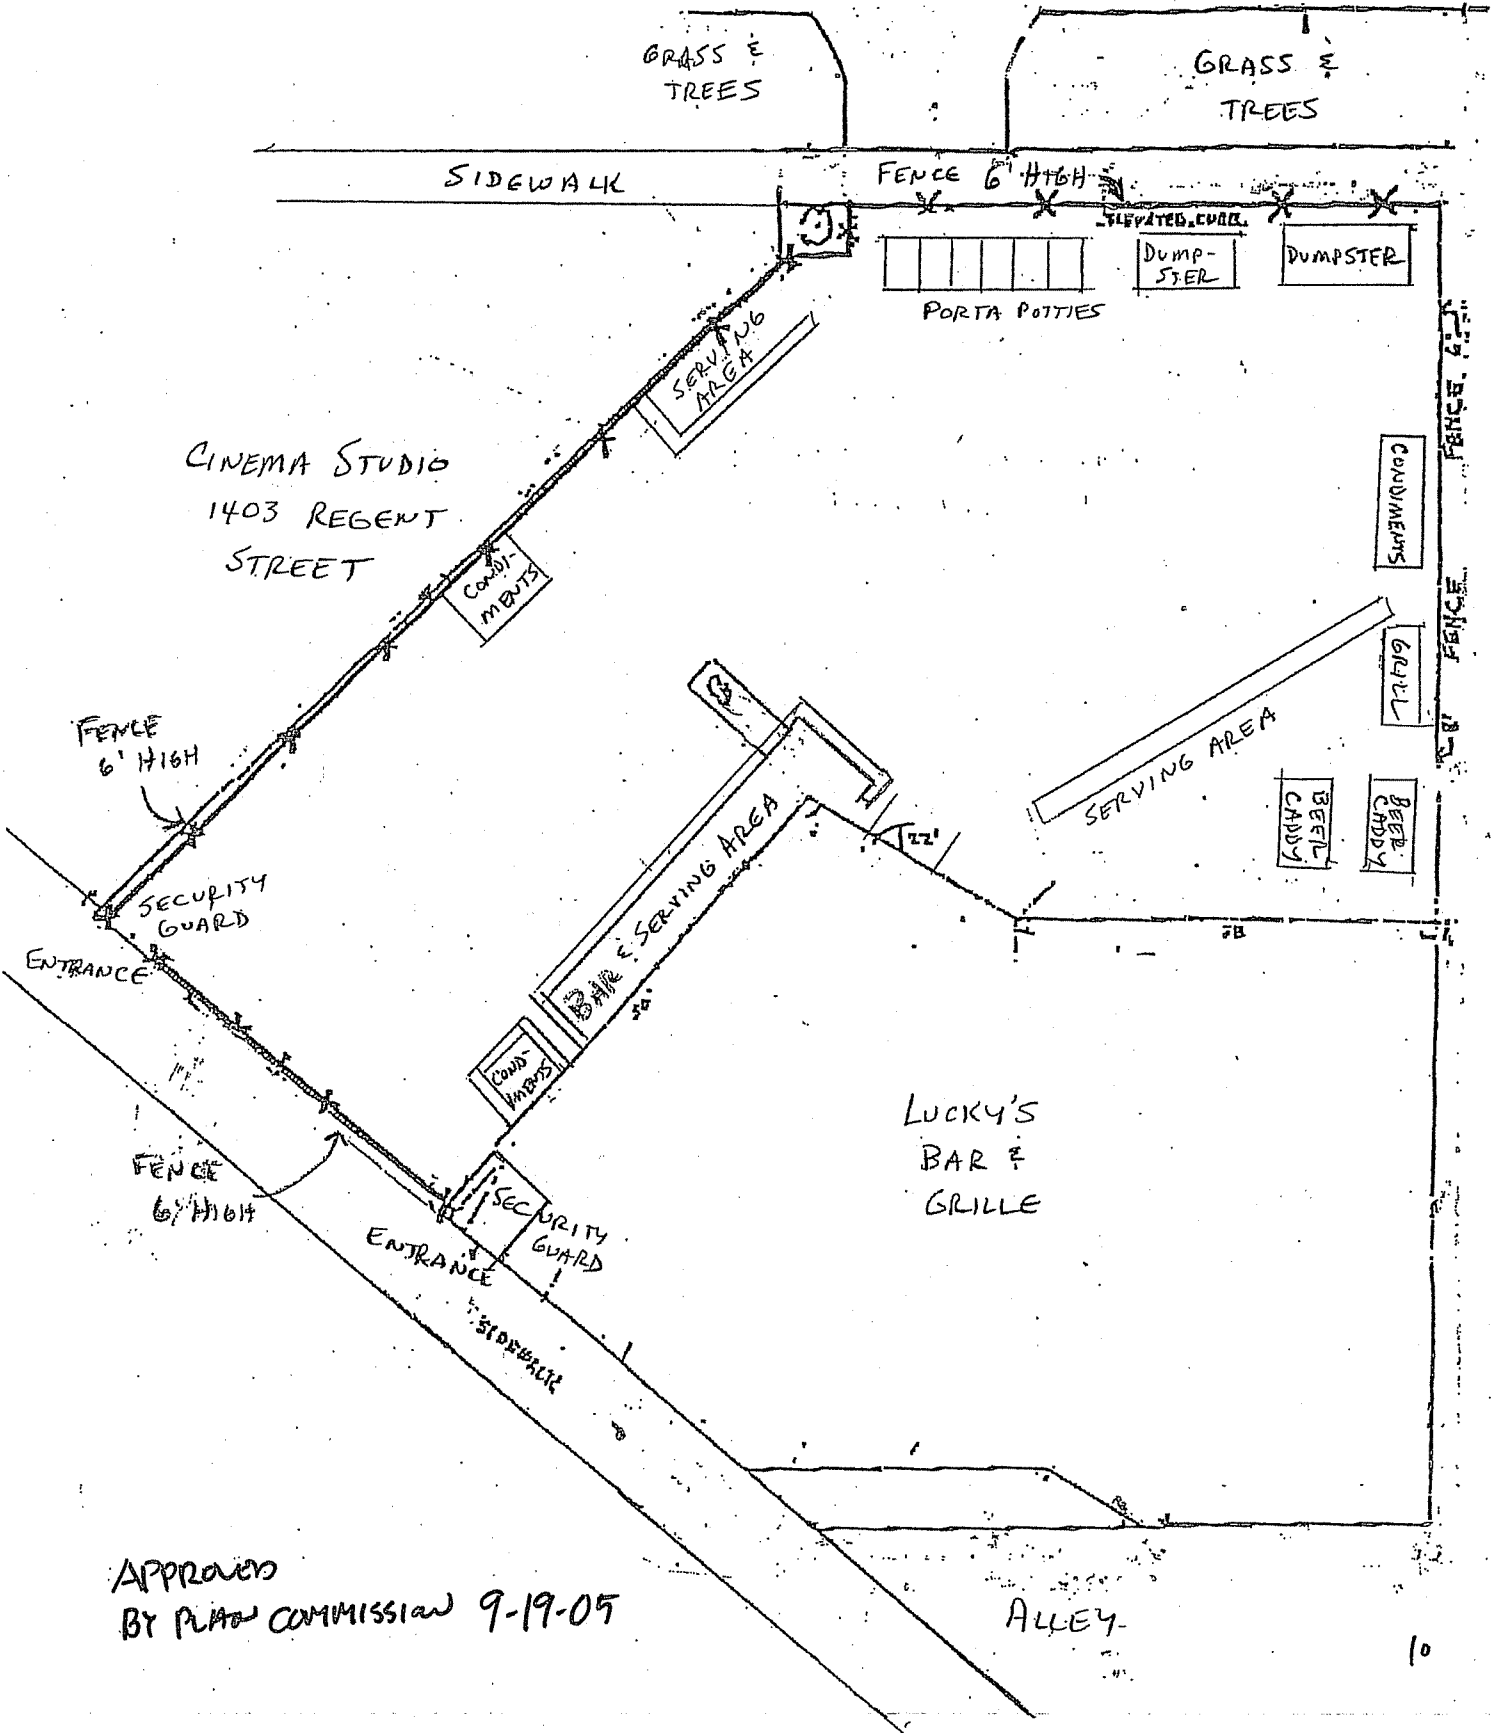 GRASS &
TREES
GRASS &
TREES
SIDEWALK
FENCE 6' HIGH
ELEVATED CURB
DUMP-
STER
DUMPSTER
PORTA POTTIES
SERVING
AREA
FENCE 6'
CINEMA STUDIO
1403 REGENT
STREET
CONDIMENTS
CONDI-
MENTS
FENCE
GRILL
FENCE
6' HIGH
SERVING AREA
BEER
CADDY
BEER
CADDY
22'
BAR & SERVING AREA
50'
SECURITY
GUARD
ENTRANCE
COND-
IMENTS
LUCKY'S
BAR &
GRILLE
FENCE
6' HIGH
SECURITY
GUARD
ENTRANCE
SIDEWALK
APPROVED
BY PLAN COMMISSION 9-19-05
ALLEY
10